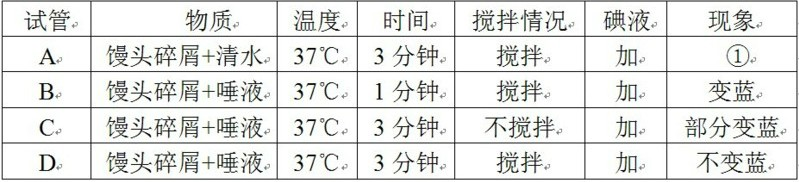 试管 物质 温度 时间 搅拌情况 碘液 现象
A 馒头碎屑+清水 37℃ 3 分钟 搅拌 加 ①
B 馒头碎屑+唾液 37℃ 1 分钟 搅拌 加 变蓝
C 馒头碎屑+唾液 37℃ 3 分钟 不搅拌 加 部分变蓝
D 馒头碎屑+唾液 37℃ 3 分钟 搅拌 加 不变蓝